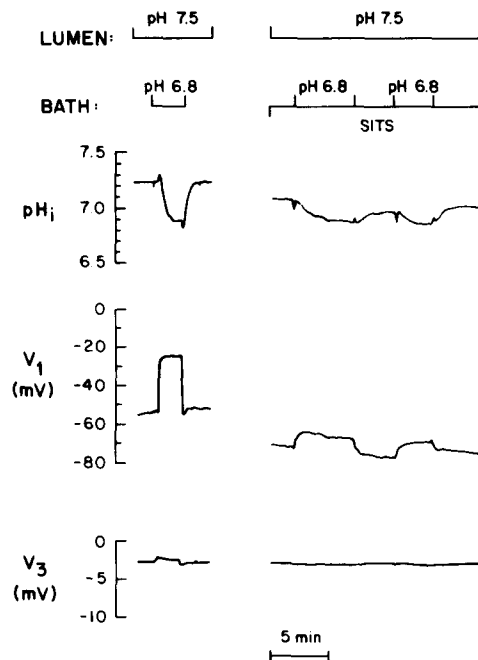 LUMEN: pH 7.5 pH 7.5
BATH: pH 6.8 pH 6.8 pH 6.8
SITS
pHi
7.5
7.0
6.5
V1
(mV)
0
-20
-40
-60
-80
V3
(mV)
0
-5
-10
5 min